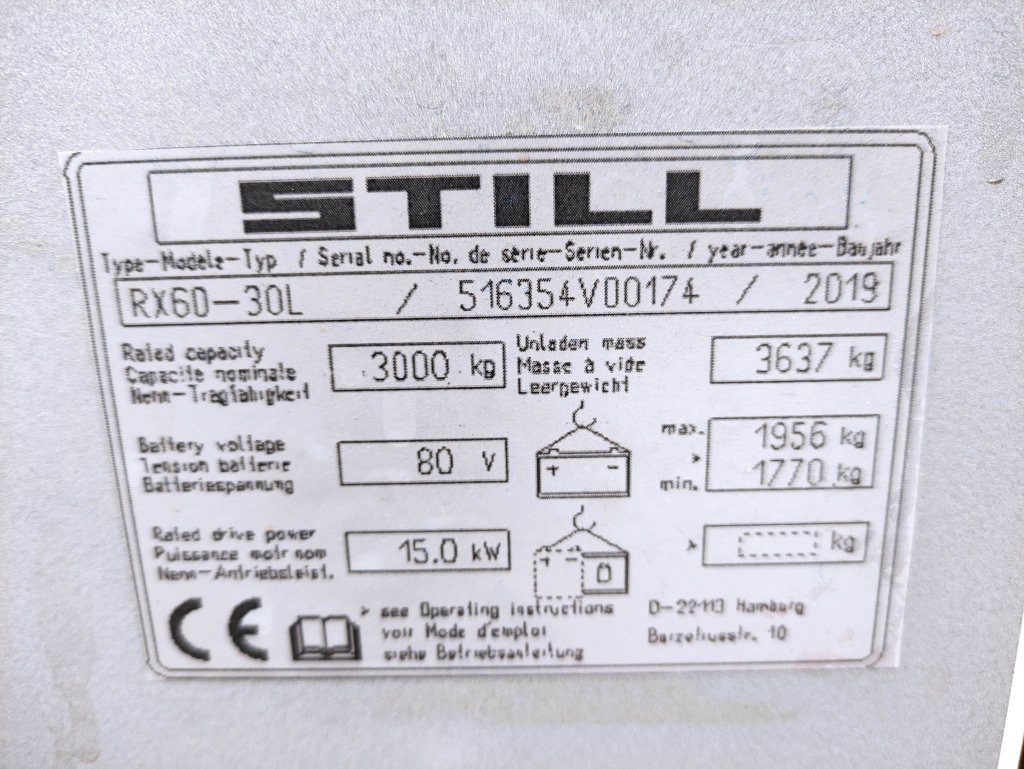 STILL
Type-Modele-Typ / Serial no.-No. de série-Serien-Nr. / year-année-Baujahr
RX60-30L / 516354V00174 / 2019
Rated capacity
Capacité nominale
Nenn-Tragfähigkeit
3000 kg
Unladen mass
Masse à vide
Leergewicht
3637 kg
Battery voltage
Tension batterie
Batteriespannung
80 V
+ -
max. 1956 kg
min. 1770 kg
Rated drive power
Puissance motr nom
Nenn-Antriebsleist.
15.0 kW
+ -
> kg
CE
> see Operating instructions
voir Mode d'emploi
siehe Betriebsanleitung
D-22113 Hamburg
Berzeliusstr. 10